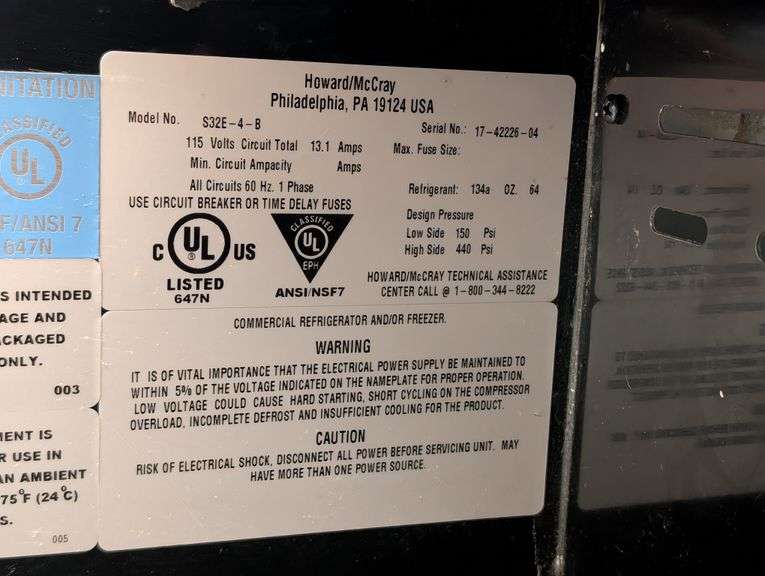 NITATION
CLASSIFIED
UL
F/ANSI 7
647N
S INTENDED
AGE AND
CKAGED
ONLY.
003
MENT IS
R USE IN
AN AMBIENT
75°F (24°C)
S.
005
Howard/McCray
Philadelphia, PA 19124 USA
Model No. S32E-4-B Serial No.: 17-42226-04
115 Volts Circuit Total 13.1 Amps Max. Fuse Size:
Min. Circuit Ampacity Amps
All Circuits 60 Hz. 1 Phase Refrigerant: 134a OZ. 64
USE CIRCUIT BREAKER OR TIME DELAY FUSES
Design Pressure
Low Side 150 Psi
High Side 440 Psi
C UL ® US
LISTED
647N
CLASSIFIED
UL
EPH
ANSI/NSF7
HOWARD/McCRAY TECHNICAL ASSISTANCE
CENTER CALL @ 1-800-344-8222
COMMERCIAL REFRIGERATOR AND/OR FREEZER.
WARNING
IT IS OF VITAL IMPORTANCE THAT THE ELECTRICAL POWER SUPPLY BE MAINTAINED TO
WITHIN 5% OF THE VOLTAGE INDICATED ON THE NAMEPLATE FOR PROPER OPERATION.
LOW VOLTAGE COULD CAUSE HARD STARTING, SHORT CYCLING ON THE COMPRESSOR
OVERLOAD, INCOMPLETE DEFROST AND INSUFFICIENT COOLING FOR THE PRODUCT.
CAUTION
RISK OF ELECTRICAL SHOCK, DISCONNECT ALL POWER BEFORE SERVICING UNIT. MAY
HAVE MORE THAN ONE POWER SOURCE.